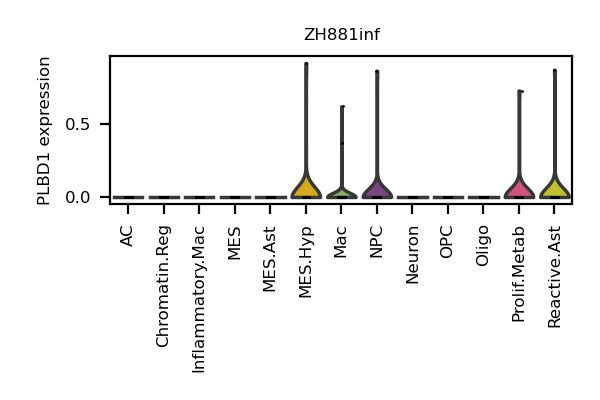 ZH881inf
PLBD1 expression
0.5
0.0
AC
Chromatin.Reg
Inflammatory.Mac
MES
MES.Ast
MES.Hyp
Mac
NPC
Neuron
OPC
Oligo
Prolif.Metab
Reactive.Ast